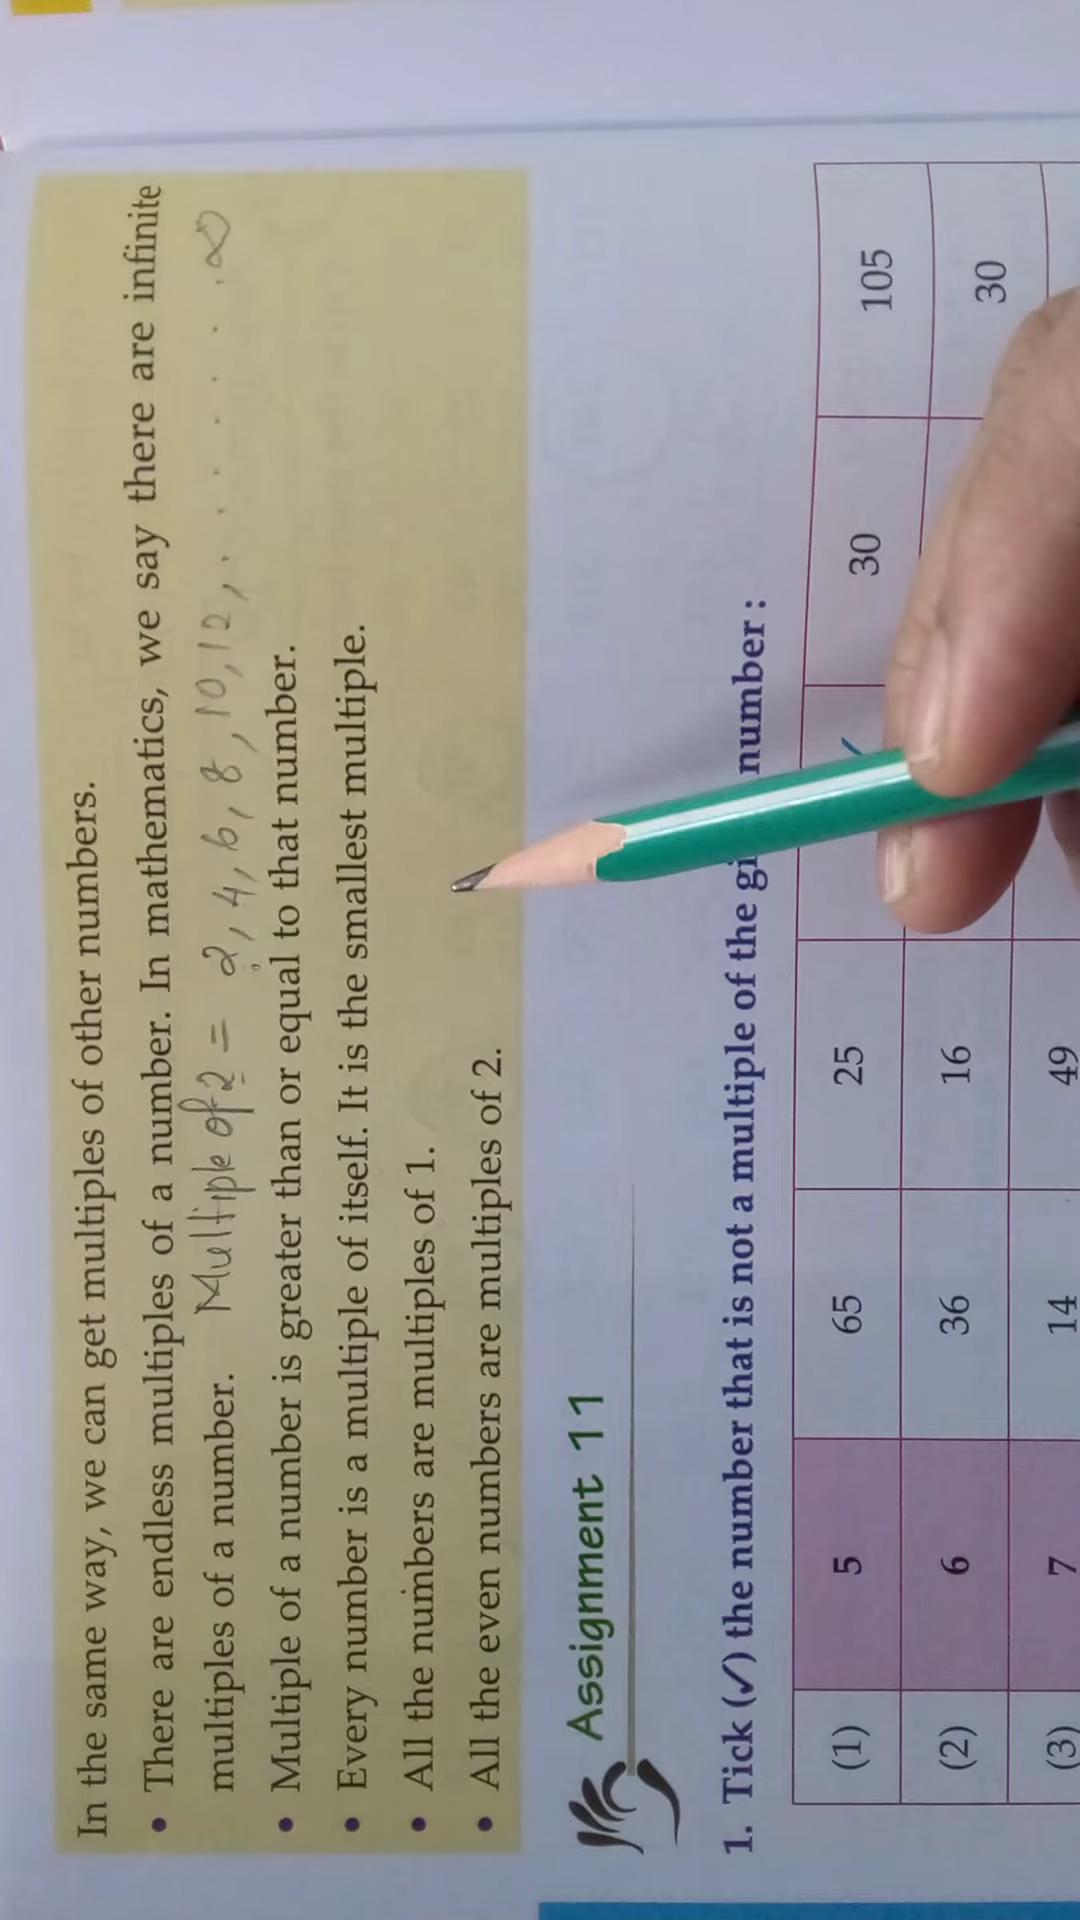 In the same way, we can get multiples of other numbers.
• There are endless multiples of a number. In mathematics, we say there are infinite
multiples of a number. Multiple of 2 = 2, 4, 6, 8, 10, 12, . . . . . . ∞
• Multiple of a number is greater than or equal to that number.
• Every number is a multiple of itself. It is the smallest multiple.
• All the numbers are multiples of 1.
• All the even numbers are multiples of 2.
Assignment 11
1. Tick (✓) the number that is not a multiple of the number :
(1) 5 65 25 30 105
(2) 6 36 16 30
(3) 7 14 49